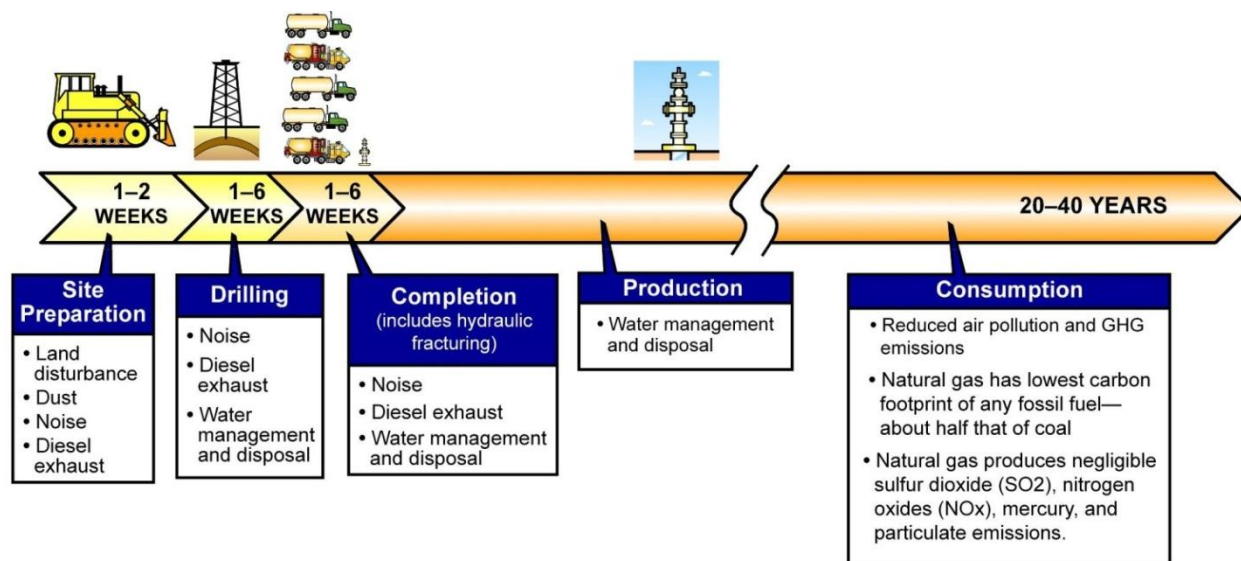 1–2
WEEKS
1–6
WEEKS
1–6
WEEKS
20–40 YEARS
Site
Preparation
• Land
disturbance
• Dust
• Noise
• Diesel
exhaust
Drilling
• Noise
• Diesel
exhaust
• Water
management
and disposal
Completion
(includes hydraulic
fracturing)
• Noise
• Diesel exhaust
• Water management
and disposal
Production
• Water management
and disposal
Consumption
• Reduced air pollution and GHG
emissions
• Natural gas has lowest carbon
footprint of any fossil fuel—
about half that of coal
• Natural gas produces negligible
sulfur dioxide (SO2), nitrogen
oxides (NOx), mercury, and
particulate emissions.